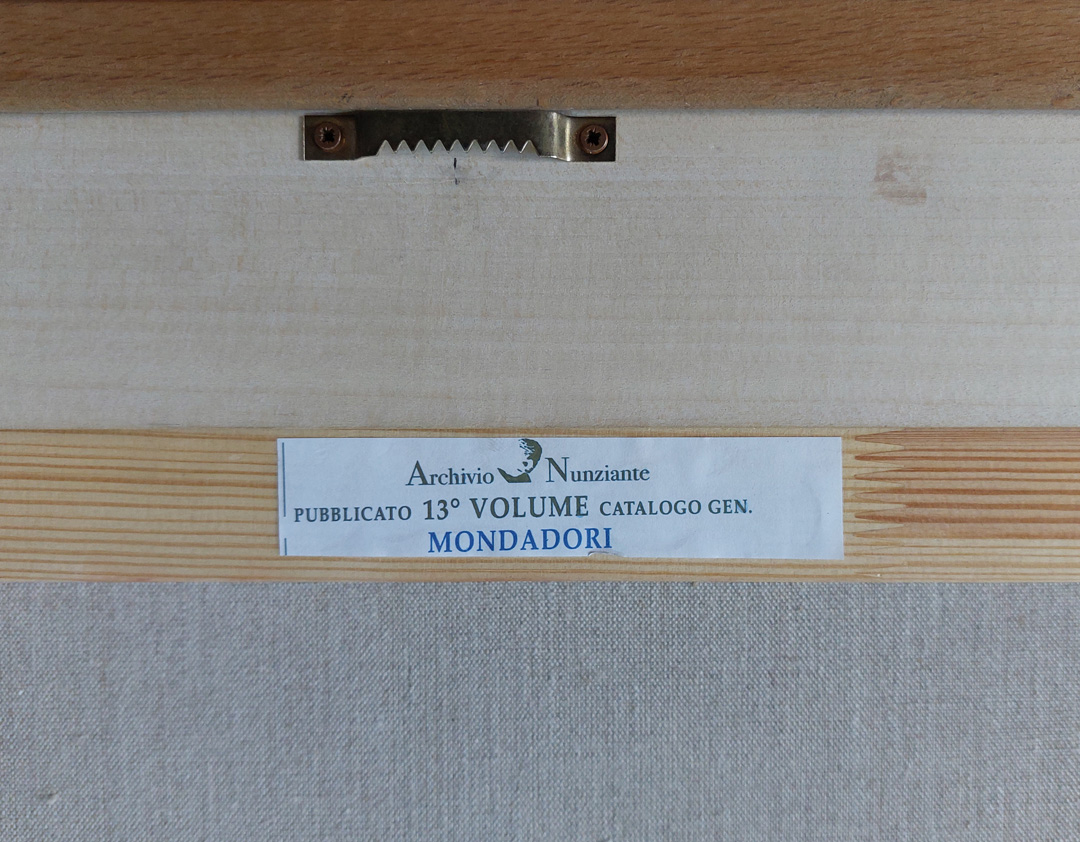 Archivio Nunziante
PUBBLICATO 13° VOLUME CATALOGO GEN.
MONDADORI